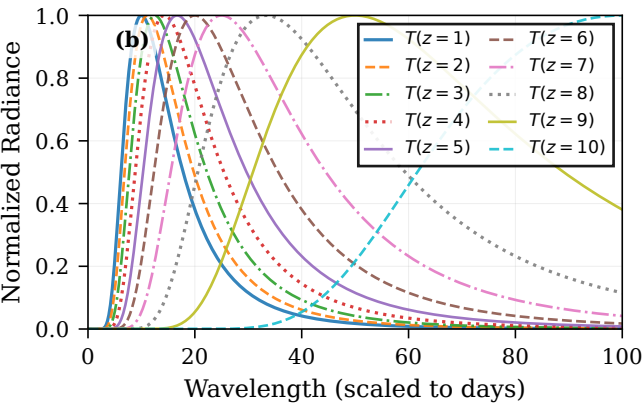 (b)
Normalized Radiance
1.0
0.8
0.6
0.4
0.2
0.0
T(z = 1)
T(z = 2)
T(z = 3)
T(z = 4)
T(z = 5)
T(z = 6)
T(z = 7)
T(z = 8)
T(z = 9)
T(z = 10)
0 20 40 60 80 100
Wavelength (scaled to days)